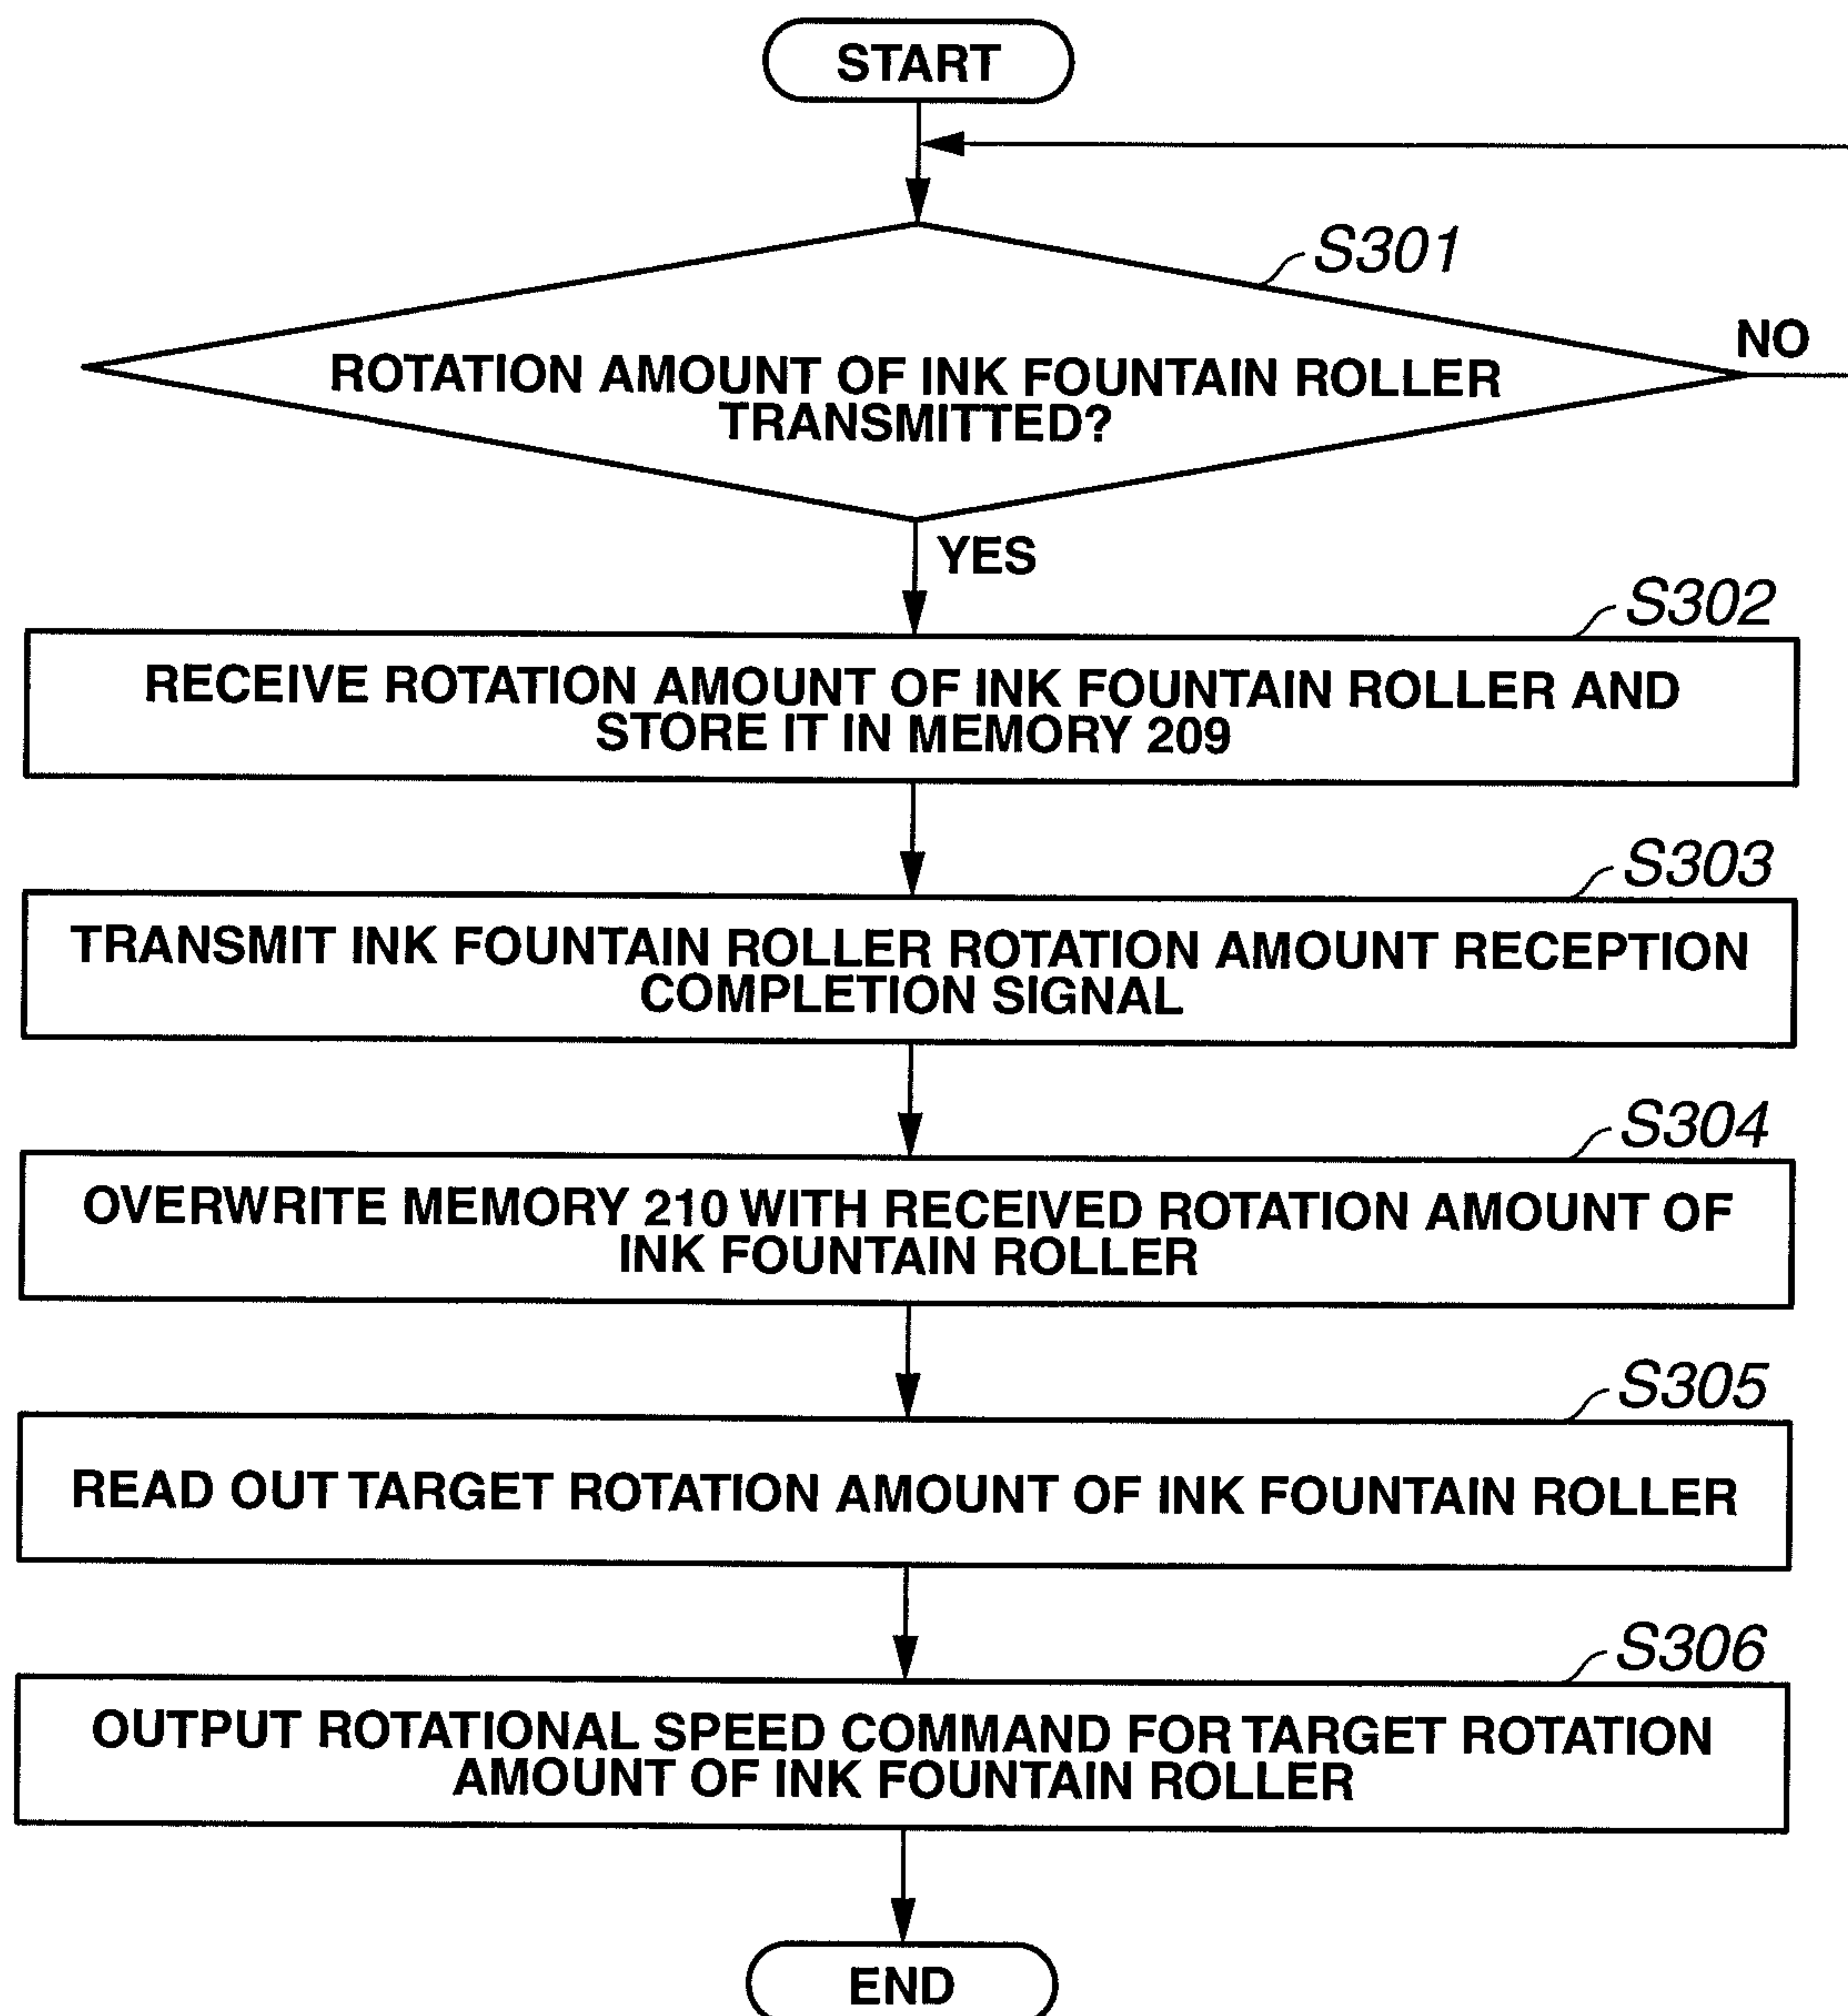 START
S301
NO
ROTATION AMOUNT OF INK FOUNTAIN ROLLER
TRANSMITTED?
YES
S302
RECEIVE ROTATION AMOUNT OF INK FOUNTAIN ROLLER AND
STORE IT IN MEMORY 209
S303
TRANSMIT INK FOUNTAIN ROLLER ROTATION AMOUNT RECEPTION
COMPLETION SIGNAL
S304
OVERWRITE MEMORY 210 WITH RECEIVED ROTATION AMOUNT OF
INK FOUNTAIN ROLLER
S305
READ OUT TARGET ROTATION AMOUNT OF INK FOUNTAIN ROLLER
S306
OUTPUT ROTATIONAL SPEED COMMAND FOR TARGET ROTATION
AMOUNT OF INK FOUNTAIN ROLLER
END